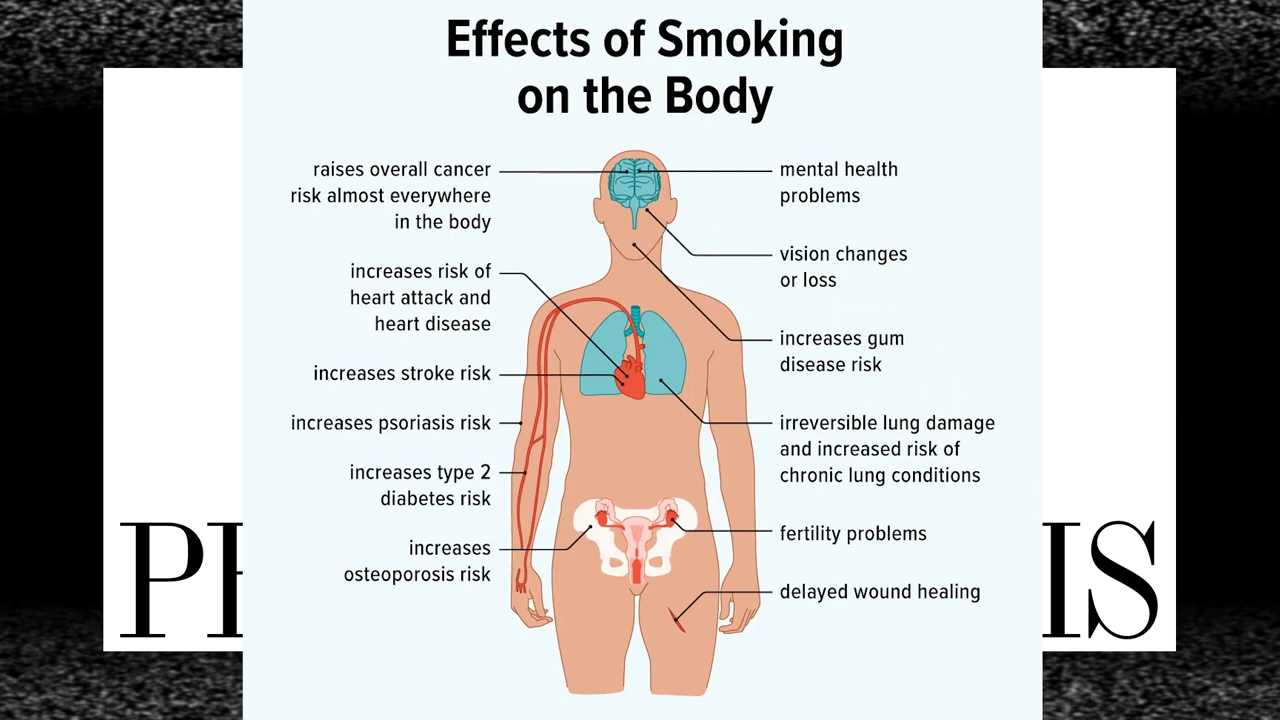 Effects of Smoking
on the Body
raises overall cancer
risk almost everywhere
in the body
increases risk of
heart attack and
heart disease
increases stroke risk
increases psoriasis risk
increases type 2
diabetes risk
increases
osteoporosis risk
mental health
problems
vision changes
or loss
increases gum
disease risk
irreversible lung damage
and increased risk of
chronic lung conditions
fertility problems
delayed wound healing